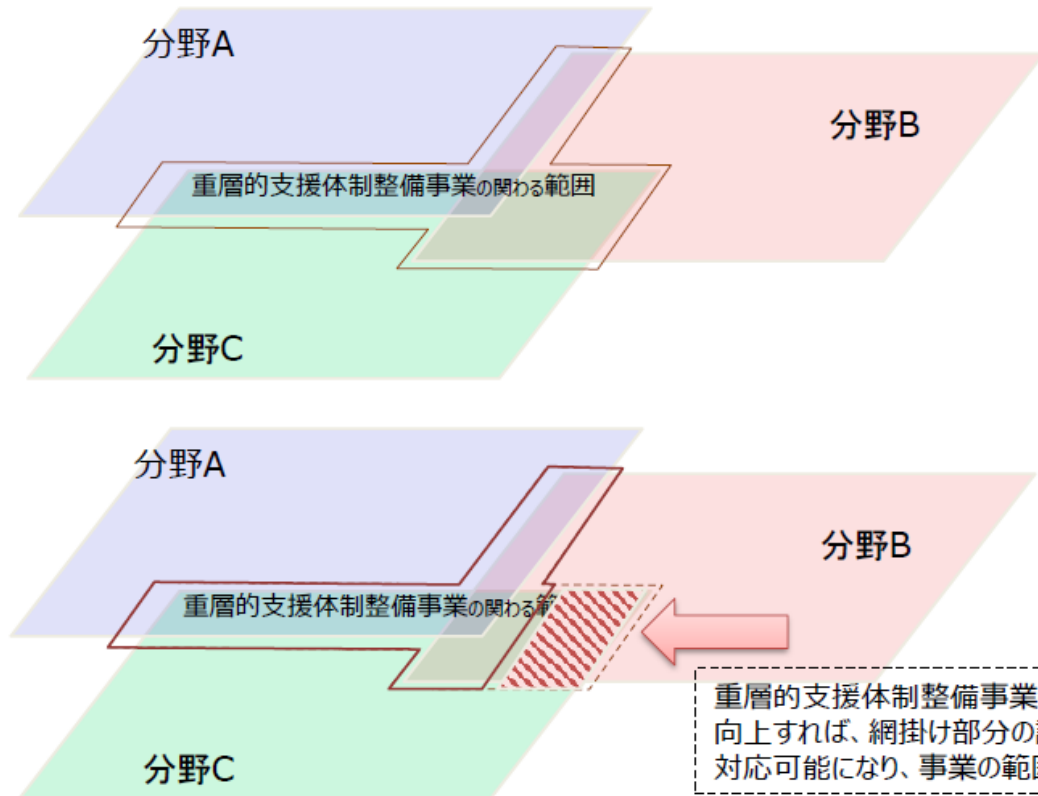 分野A
分野B
重層的支援体制整備事業の関わる範囲
分野C
分野A
分野B
重層的支援体制整備事業の関わる
分野C
重層的支援体制整備事業
向上すれば、網掛け部分の
対応可能になり、事業の範囲